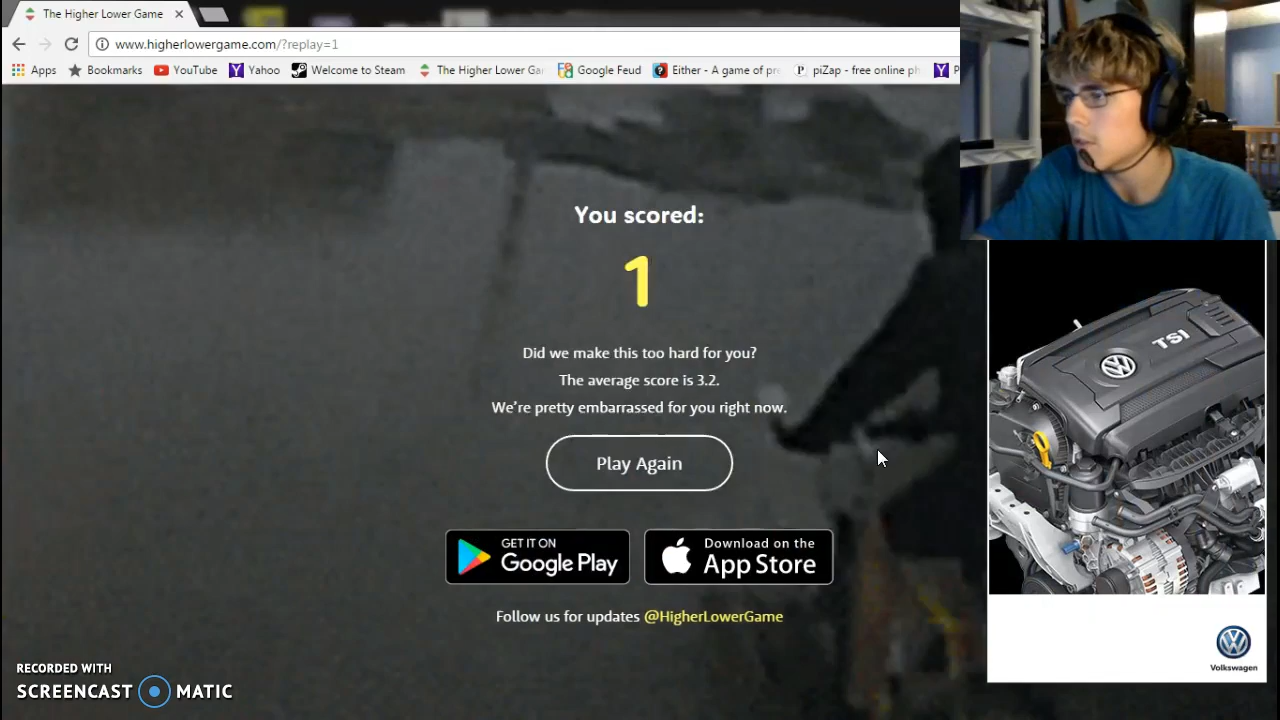 The Higher Lower Game
www.higherlowergame.com/?replay=1
Apps Bookmarks YouTube Yahoo Welcome to Steam The Higher Lower Ga Google Feud Either - A game of pre piZap - free online ph
You scored:
1
Did we make this too hard for you?
The average score is 3.2.
We're pretty embarrassed for you right now.
Play Again
GET IT ON
Google Play
Download on the
App Store
Follow us for updates @HigherLowerGame
TSI
Volkswagen
RECORDED WITH
SCREENCAST MATIC